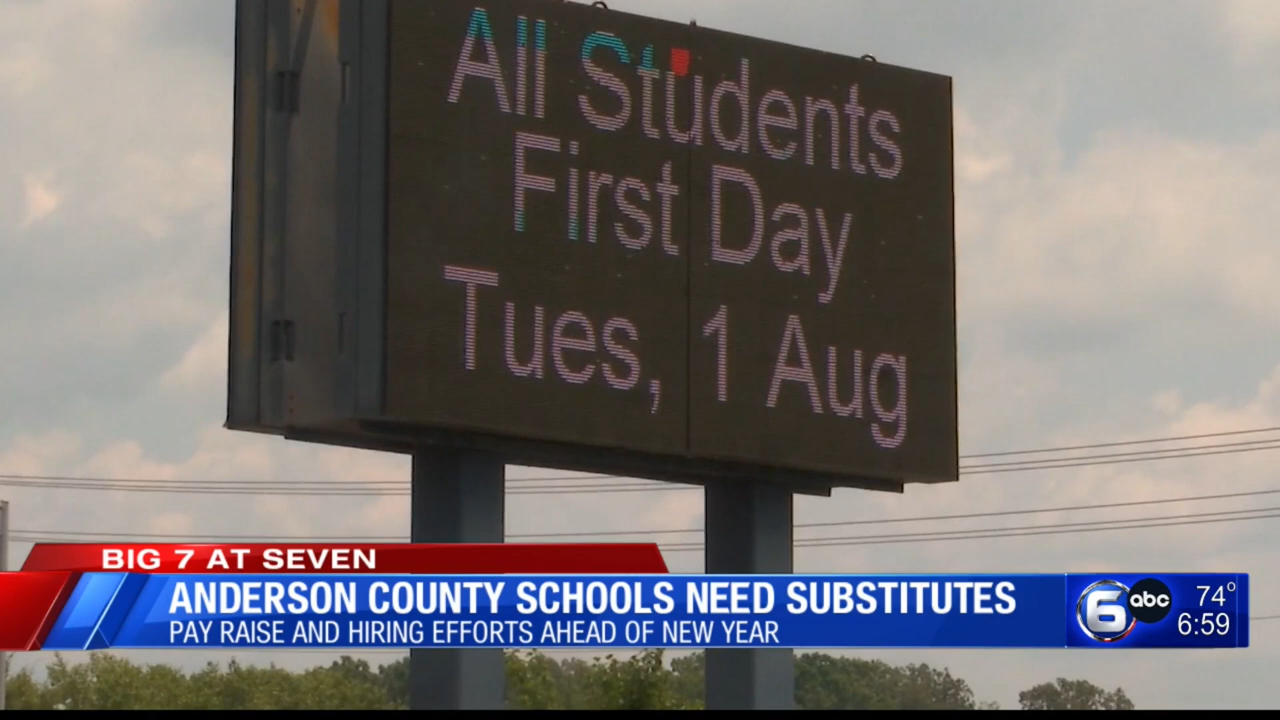 All Students
First Day
Tues, 1 Aug
BIG 7 AT SEVEN
ANDERSON COUNTY SCHOOLS NEED SUBSTITUTES
PAY RAISE AND HIRING EFFORTS AHEAD OF NEW YEAR
6 abc
74°
6:59